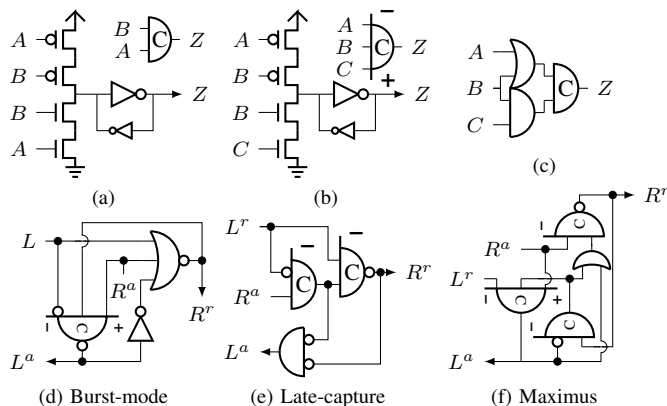 A
B
B
A
B
A
C
Z
Z
(a)
A
B
B
C
A
B
C
−
C
+
Z
Z
(b)
A
B
C
C
Z
(c)
L
C
−
+
R^a
R^r
L^a
(d) Burst-mode
L^r
−
−
C
C
R^a
R^r
L^a
(e) Late-capture
R^r
−
C
R^a
L^r
−
+
C
C
−
L^a
(f) Maximus